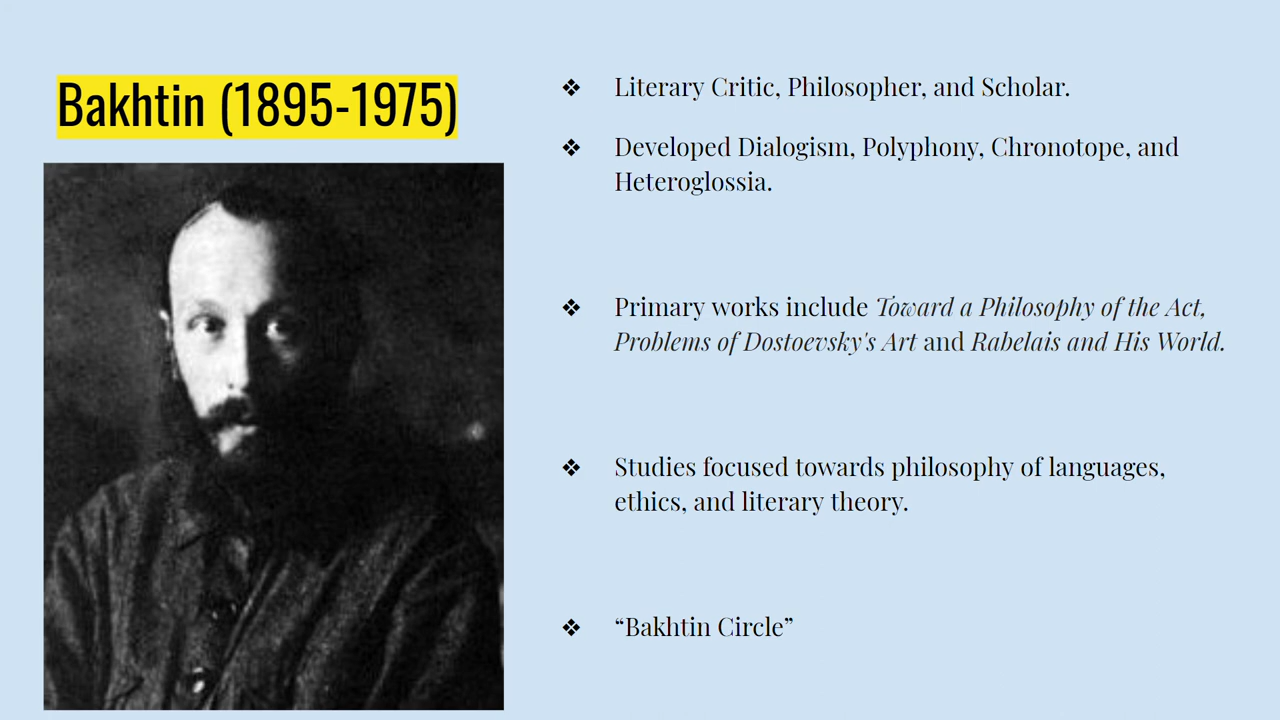 Bakhtin (1895-1975)
❖ Literary Critic, Philosopher, and Scholar.
❖ Developed Dialogism, Polyphony, Chronotope, and
Heteroglossia.
❖ Primary works include Toward a Philosophy of the Act,
Problems of Dostoevsky's Art and Rabelais and His World.
❖ Studies focused towards philosophy of languages,
ethics, and literary theory.
❖ “Bakhtin Circle”